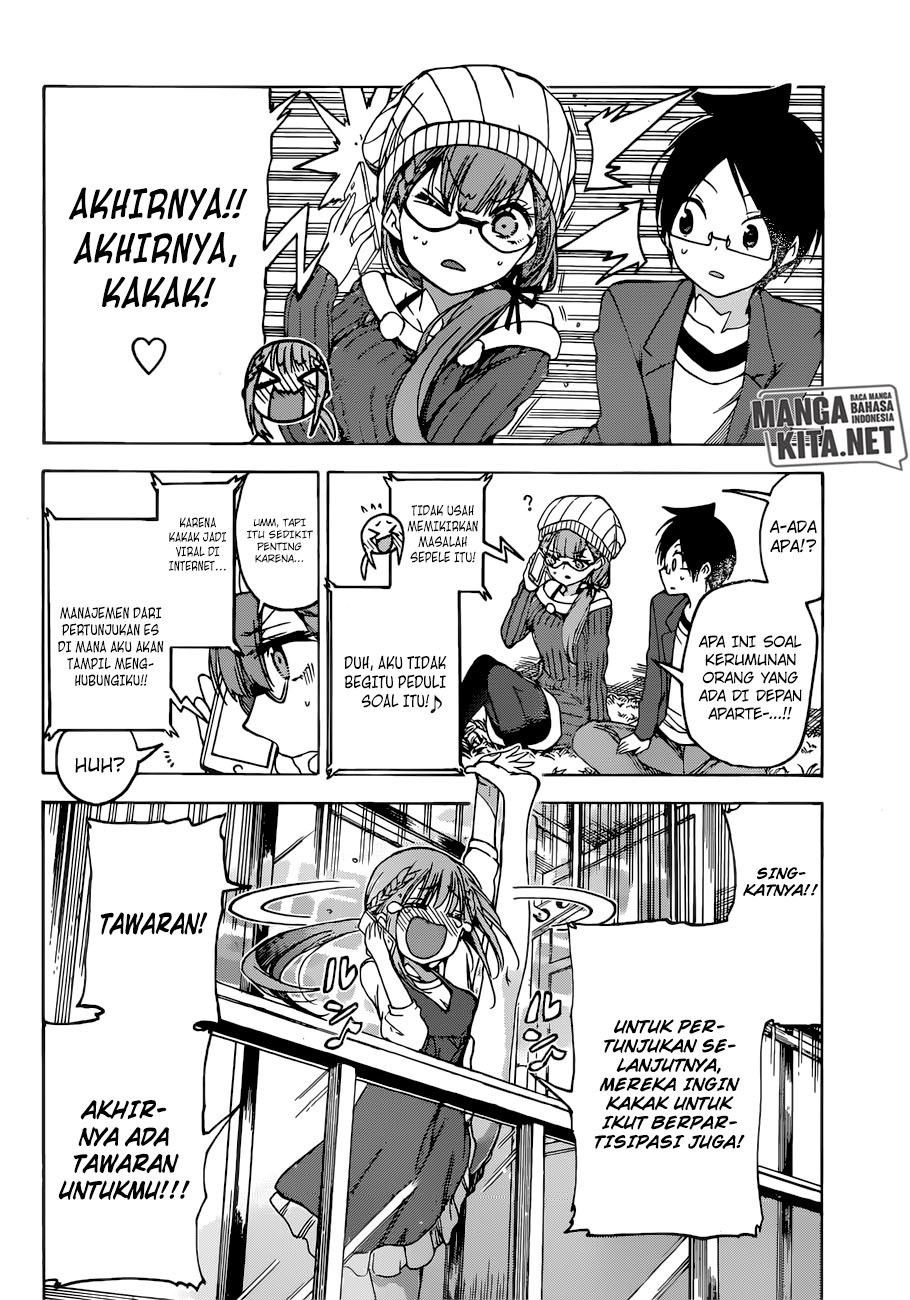 AKHIRNYA!!
AKHIRNYA,
KAKAK!
♡
MANGA
KITA.NET
BACA MANGA
BAHASA
INDONESIA
A-ADA
APA!?
APA INI SOAL
KERUMUNAN
ORANG YANG
ADA DI DEPAN
APARTE-...!!
?
TIDAK USAH
MEMIKIRKAN
MASALAH
SEPELE ITU!
DUH, AKU TIDAK
BEGITU PEDULI
SOAL ITU!♪
UMM, TAPI
ITU SEDIKIT
PENTING
KARENA...
KARENA
KAKAK JADI
VIRAL DI
INTERNET...
MANAJEMEN DARI
PERTUNJUKAN ES
DI MANA AKU AKAN
TAMPIL MENG-
HUBUNGIKU!!
HUH?
SING-
KATNYA!!
UNTUK PER-
TUNJUKAN SE-
LANJUTNYA,
MEREKA INGIN
KAKAK UNTUK
IKUT BERPAR-
TISIPASI JUGA!
TAWARAN!
ルン♪
ルン♪
AKHIR-
NYA ADA
TAWARAN
UNTUKMU!!!